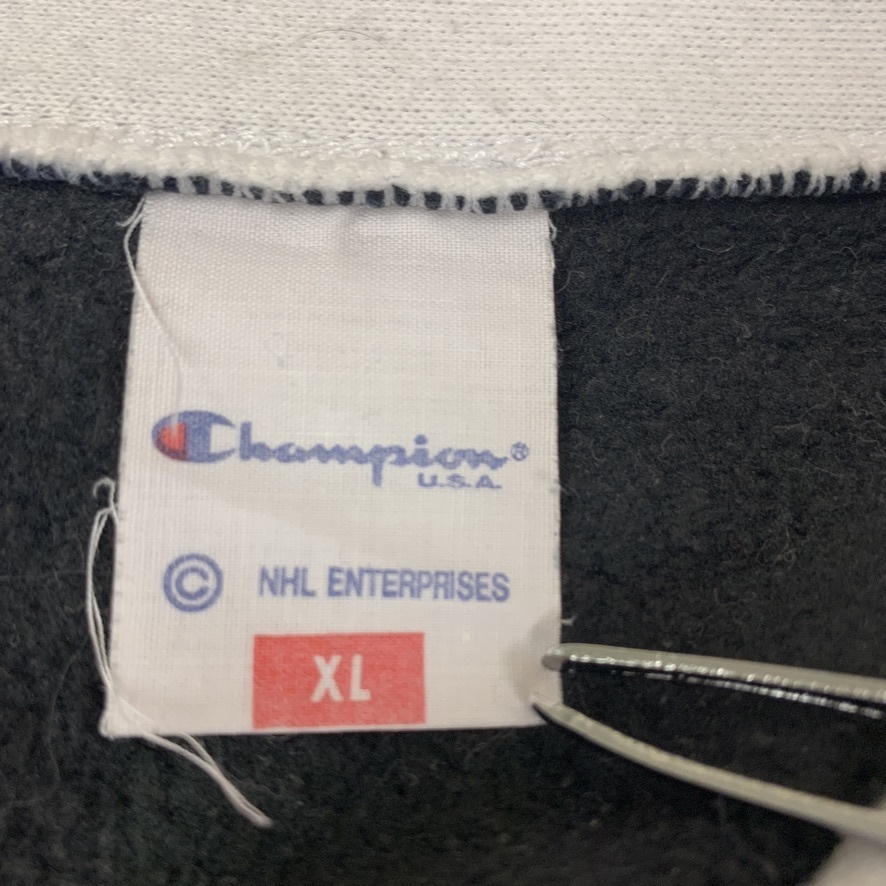 Champion®
U.S.A.
© NHL ENTERPRISES
XL